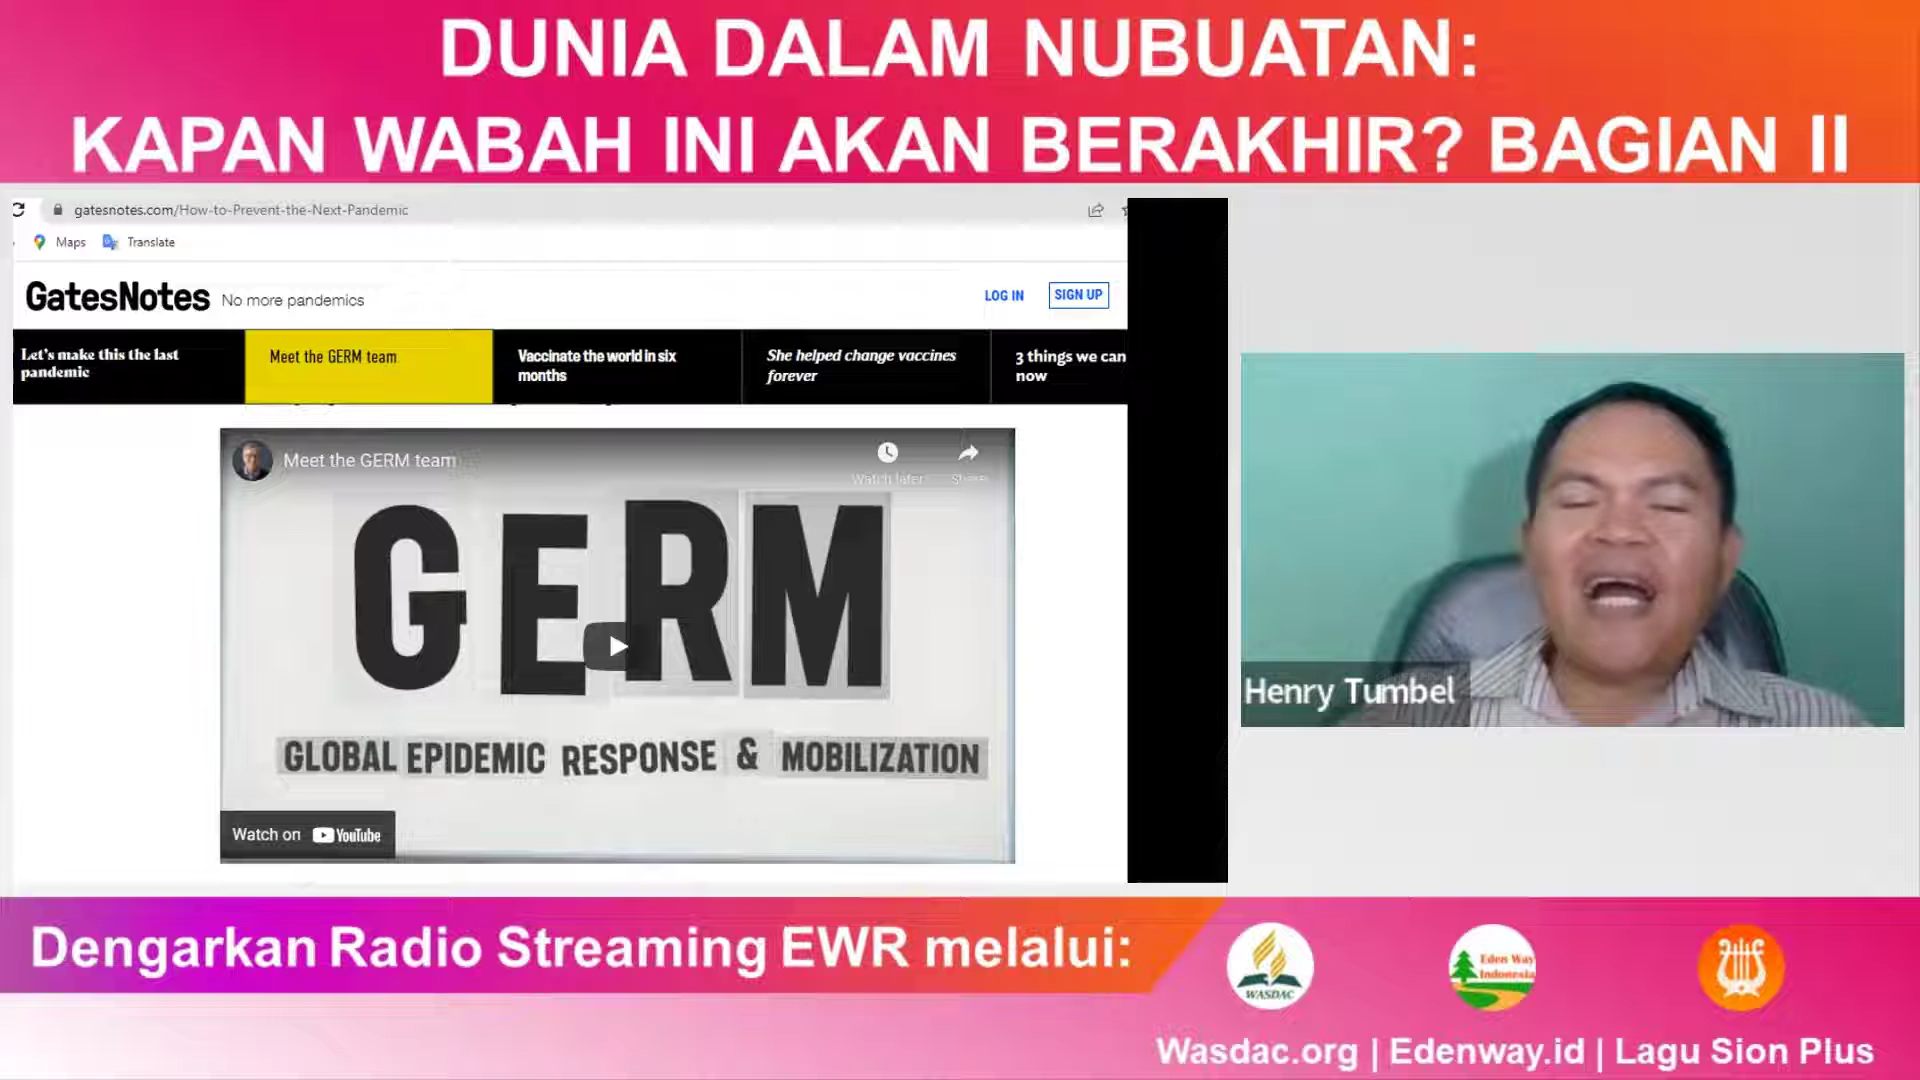 DUNIA DALAM NUBUATAN:
KAPAN WABAH INI AKAN BERAKHIR? BAGIAN II
gatesnotes.com/How-to-Prevent-the-Next-Pandemic
Maps Translate
GatesNotes No more pandemics LOG IN SIGN UP
Let's make this the last
pandemic
Meet the GERM team
Vaccinate the world in six
months
She helped change vaccines
forever
3 things we can
now
Meet the GERM team
Watch later Share
GERM
GLOBAL EPIDEMIC RESPONSE & MOBILIZATION
Watch on YouTube
Henry Tumbel
Dengarkan Radio Streaming EWR melalui:
WASDAC
Eden Way
Indonesia
Wasdac.org | Edenway.id | Lagu Sion Plus